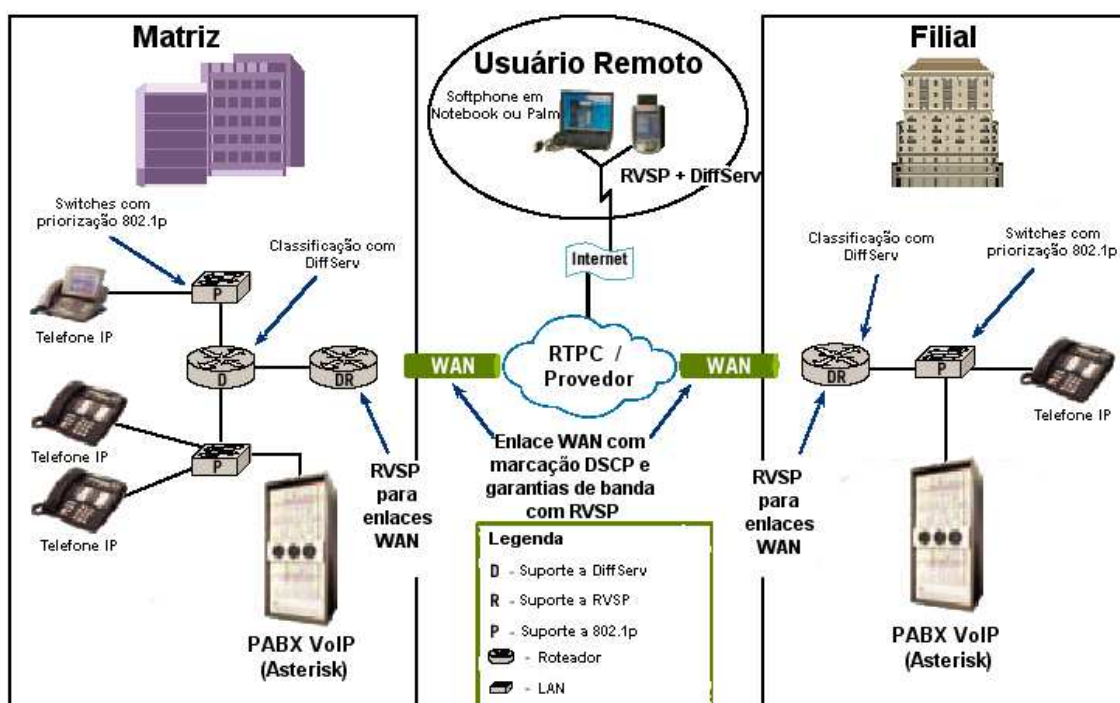 Matriz
Switches com
priorização 802.1p
Classificação com
DiffServ
P
Telefone IP
D
DR
Telefone IP
P
Telefone IP
RVSP
para
enlaces
WAN
PABX VoIP
(Asterisk)
Usuário Remoto
Softphone em
Notebook ou Palm
RVSP + DiffServ
Internet
WAN
RTPC /
Provedor
WAN
Enlace WAN com
marcação DSCP e
garantias de banda
com RVSP
Legenda
D - Suporte a DiffServ
R - Suporte a RVSP
P - Suporte a 802.1p
- Roteador
- LAN
Filial
Classificação com
DiffServ
Switches com
priorização 802.1p
DR
P
Telefone IP
RVSP
para
enlaces
WAN
PABX VoIP
(Asterisk)